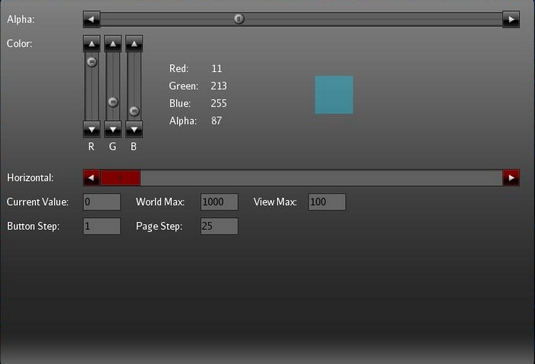 Alpha:
Color:
Red: 11
Green: 213
Blue: 255
Alpha: 87
R G B
Horizontal:
Current Value: 0 World Max: 1000 View Max: 100
Button Step: 1 Page Step: 25